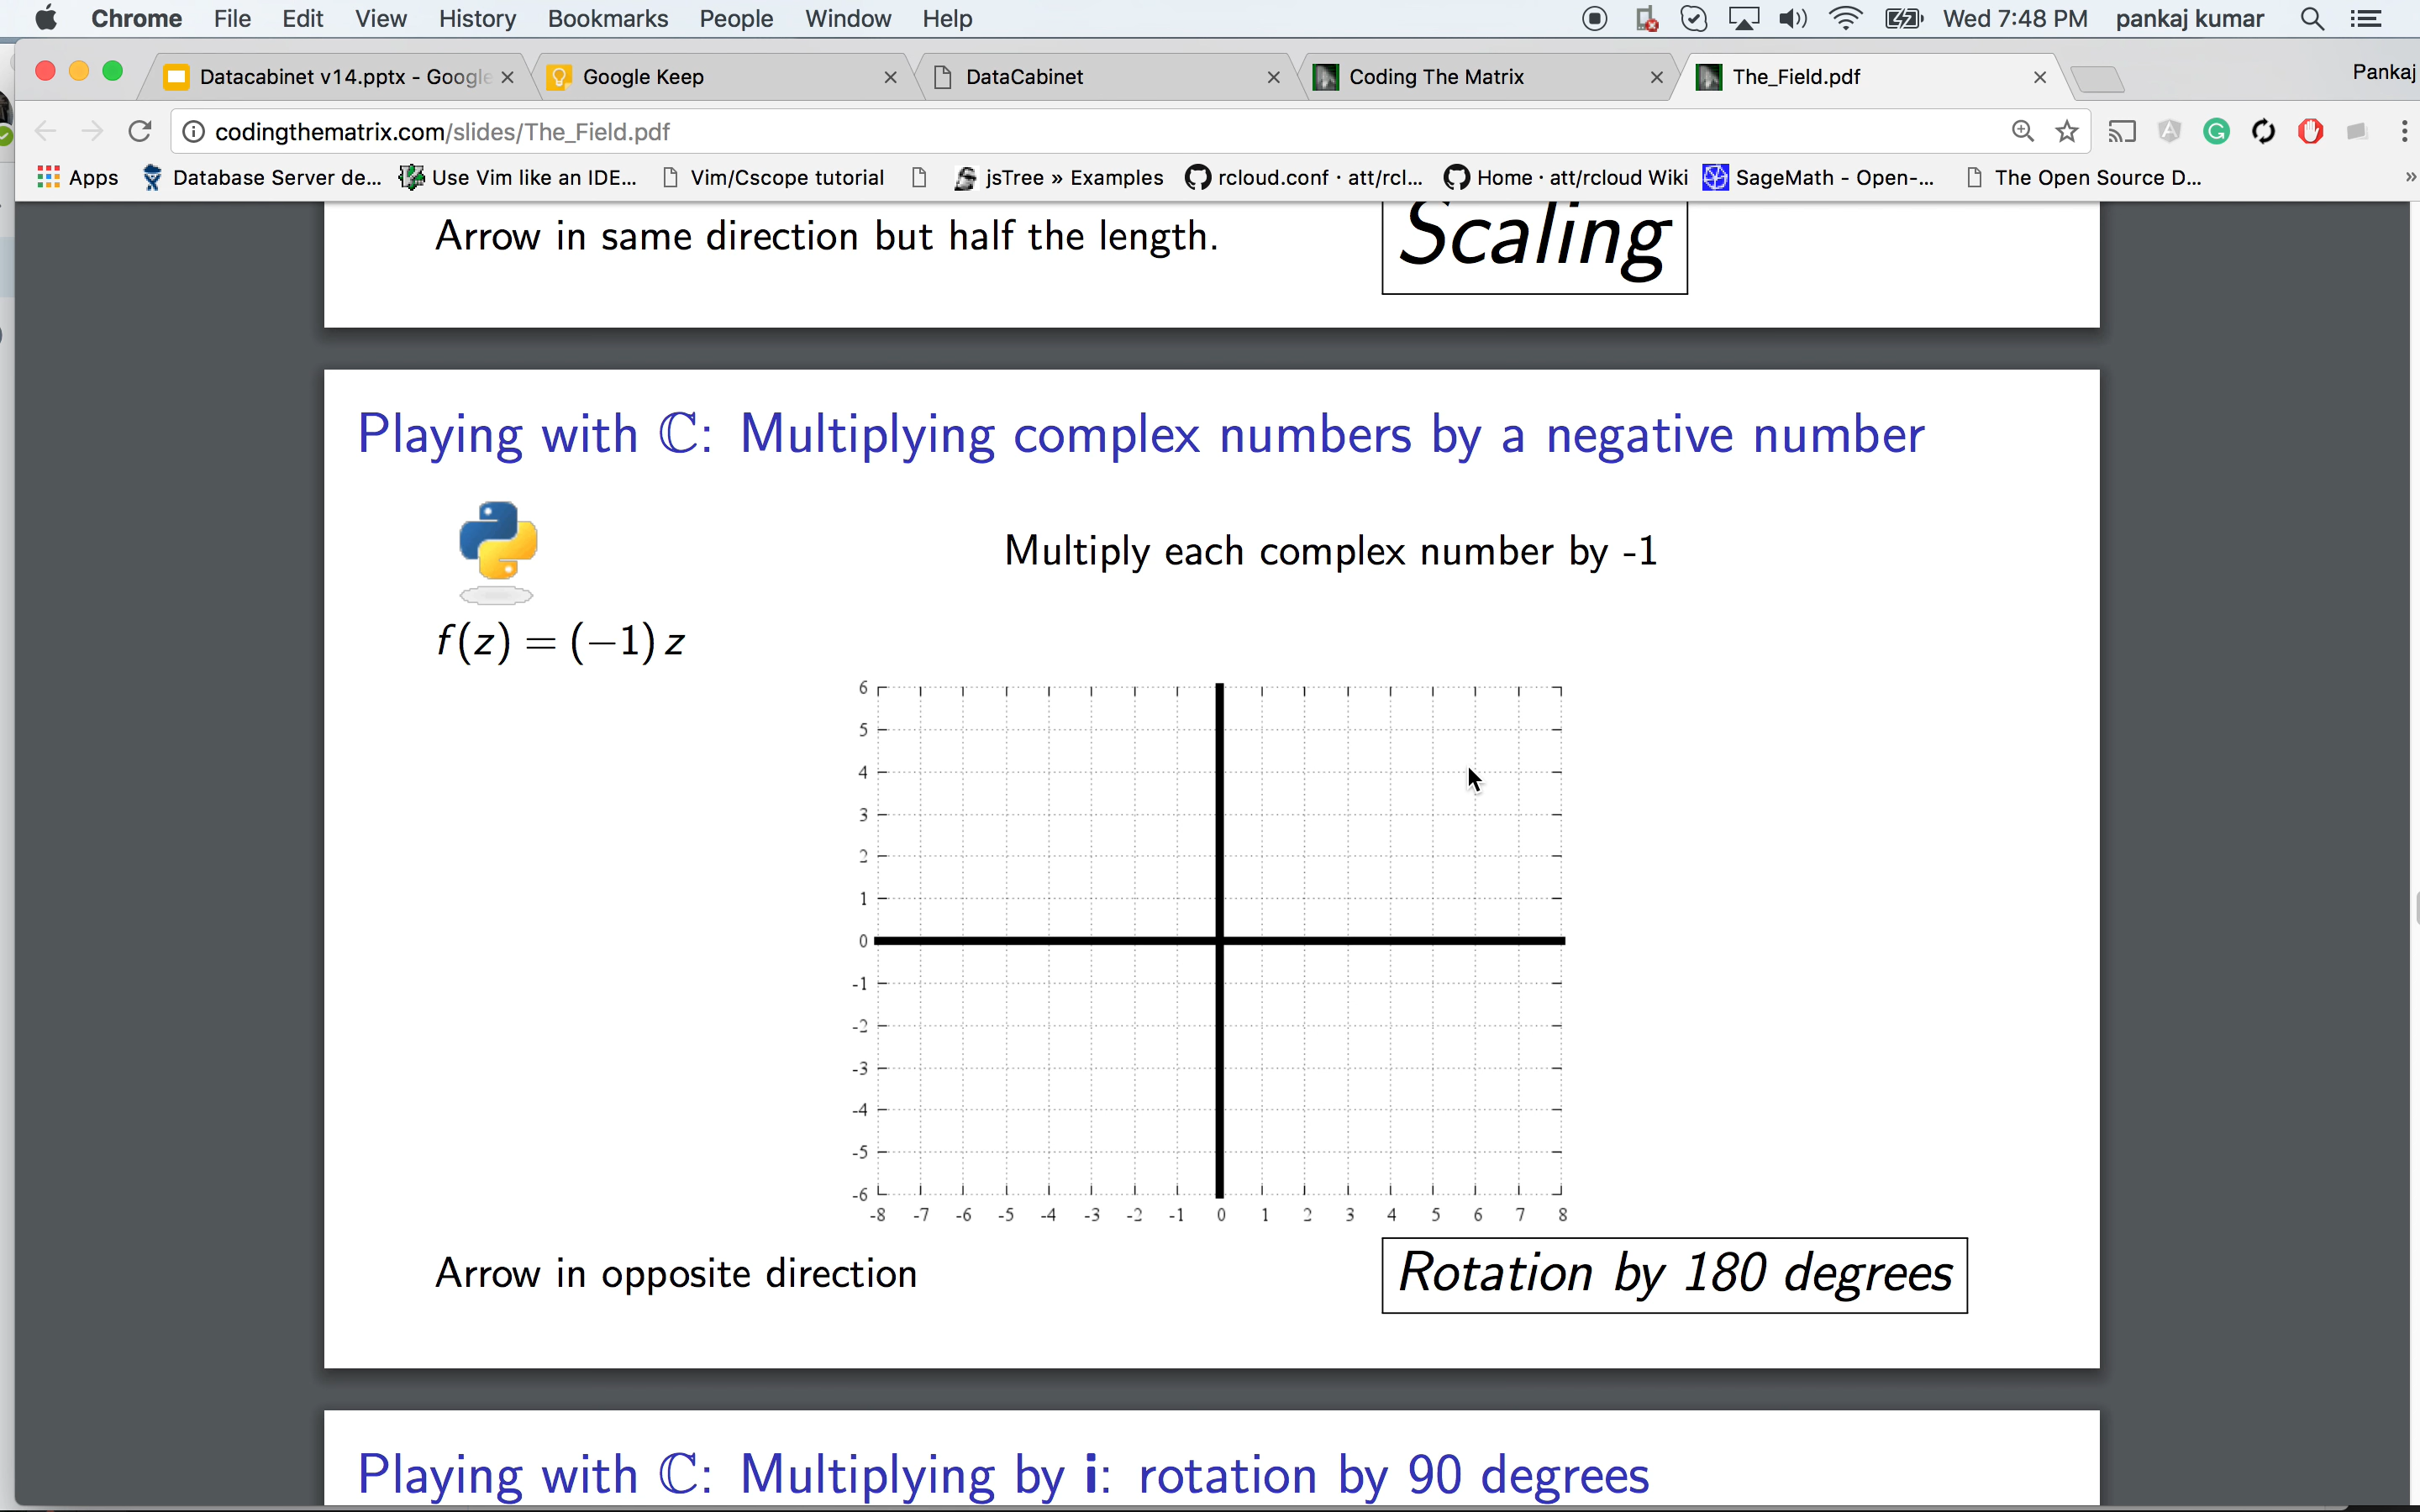 Chrome File Edit View History Bookmarks People Window Help Wed 7:48 PM pankaj kumar
Datacabinet v14.pptx - Google Google Keep DataCabinet Coding The Matrix The_Field.pdf Pankaj
codingthematrix.com/slides/The_Field.pdf
Apps Database Server de... Use Vim like an IDE... Vim/Cscope tutorial jsTree » Examples rcloud.conf · att/rcl... Home · att/rcloud Wiki SageMath - Open-... The Open Source D... »
Arrow in same direction but half the length. Scaling
Playing with ℂ: Multiplying complex numbers by a negative number
Multiply each complex number by -1
f(z) = (−1) z
6
5
4
3
2
1
0
-1
-2
-3
-4
-5
-6
-8 -7 -6 -5 -4 -3 -2 -1 0 1 2 3 4 5 6 7 8
Arrow in opposite direction Rotation by 180 degrees
Playing with ℂ: Multiplying by i: rotation by 90 degrees